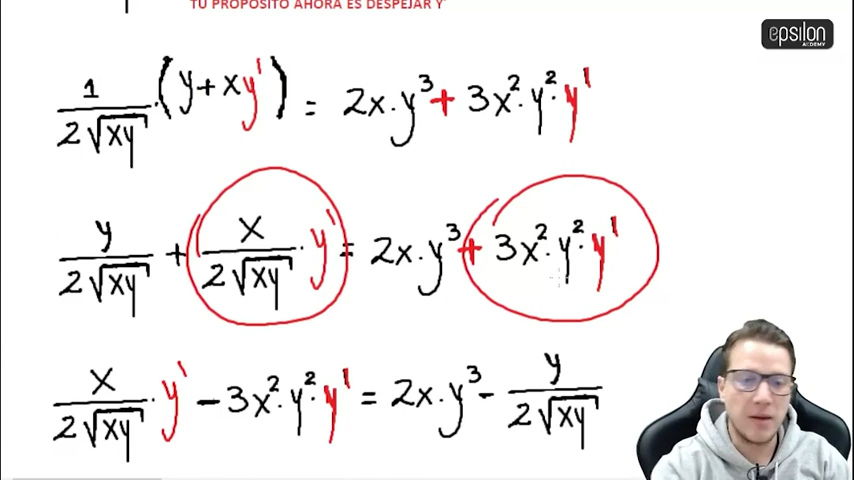 TU PROPÓSITO AHORA ES DESPEJAR Y'
epsilon
ACADEMY
1/(2√xy) · (y + xy') = 2x·y³ + 3x²·y²·y'
y/(2√xy) + x/(2√xy) · y' = 2x·y³ + 3x²·y²·y'
x/(2√xy) · y' − 3x²·y²·y' = 2x·y³ − y/(2√xy)